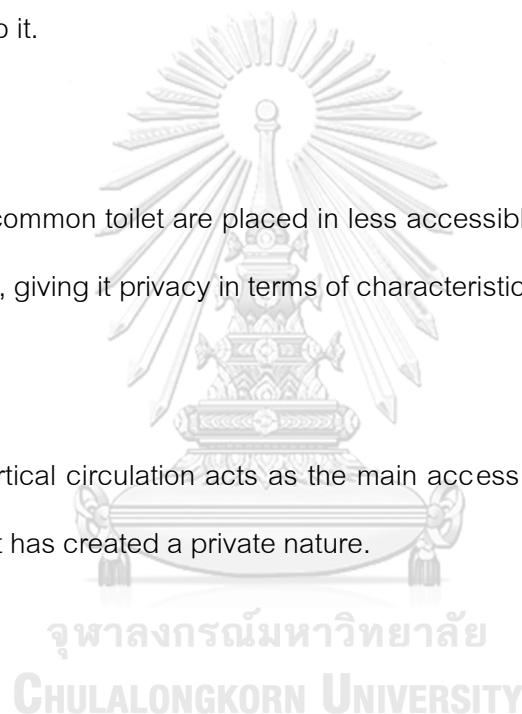 o it.
common toilet are placed in less accessibl
, giving it privacy in terms of characteristic
rtical circulation acts as the main access
t has created a private nature.
จุฬาลงกรณ์มหาวิทยาลัย
CHULALONGKORN UNIVERSITY